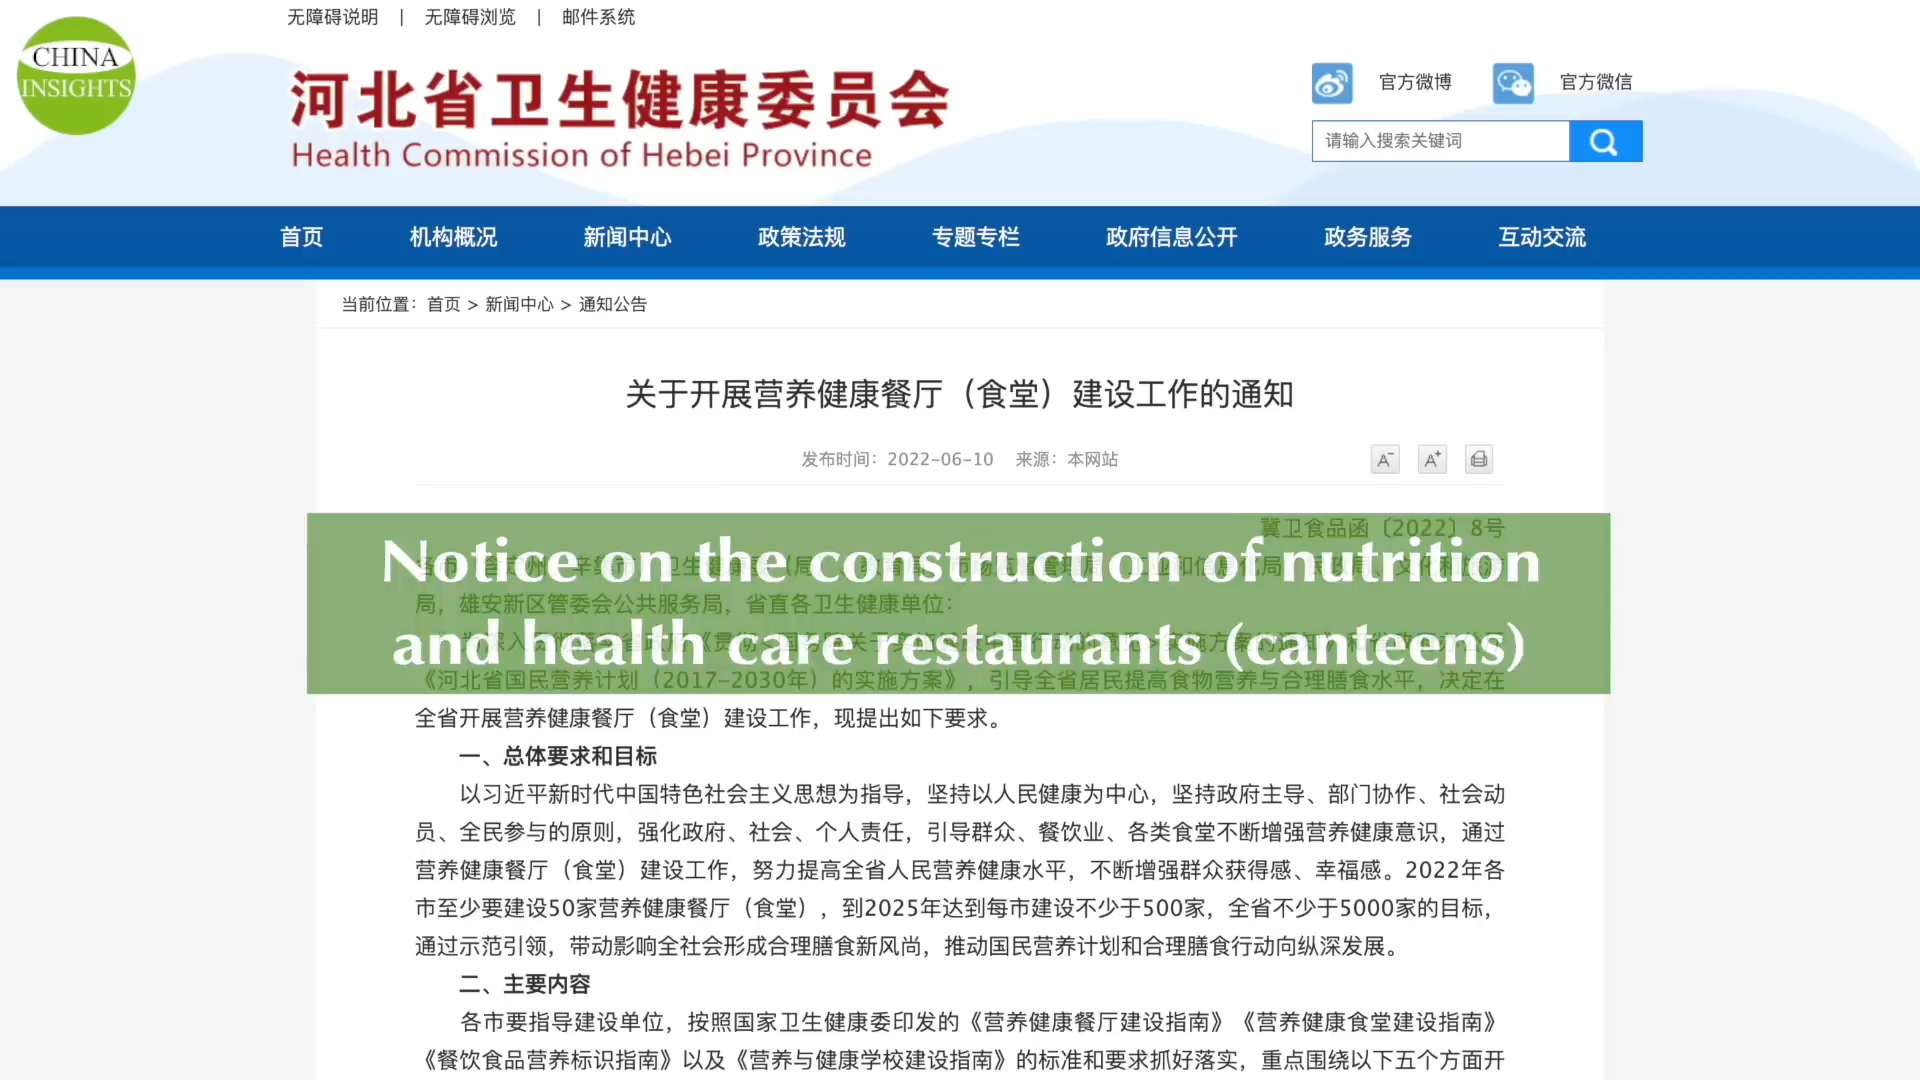 无障碍说明 | 无障碍浏览 | 邮件系统
CHINA
INSIGHTS
河北省卫生健康委员会
Health Commission of Hebei Province
官方微博 官方微信
请输入搜索关键词
首页 机构概况 新闻中心 政策法规 专题专栏 政府信息公开 政务服务 互动交流
当前位置：首页 > 新闻中心 > 通知公告
关于开展营养健康餐厅（食堂）建设工作的通知
发布时间：2022-06-10 来源：本网站
A- A+
冀卫食品函〔2022〕8号
Notice on the construction of nutrition
局，雄安新区管委会公共服务局，省直各卫生健康单位：
and health care restaurants (canteens)
《河北省国民营养计划（2017-2030年）的实施方案》，引导全省居民提高食物营养与合理膳食水平，决定在
全省开展营养健康餐厅（食堂）建设工作，现提出如下要求。
一、总体要求和目标
以习近平新时代中国特色社会主义思想为指导，坚持以人民健康为中心，坚持政府主导、部门协作、社会动
员、全民参与的原则，强化政府、社会、个人责任，引导群众、餐饮业、各类食堂不断增强营养健康意识，通过
营养健康餐厅（食堂）建设工作，努力提高全省人民营养健康水平，不断增强群众获得感、幸福感。2022年各
市至少要建设50家营养健康餐厅（食堂），到2025年达到每市建设不少于500家，全省不少于5000家的目标，
通过示范引领，带动影响全社会形成合理膳食新风尚，推动国民营养计划和合理膳食行动向纵深发展。
二、主要内容
各市要指导建设单位，按照国家卫生健康委印发的《营养健康餐厅建设指南》《营养健康食堂建设指南》
《餐饮食品营养标识指南》以及《营养与健康学校建设指南》的标准和要求抓好落实，重点围绕以下五个方面开